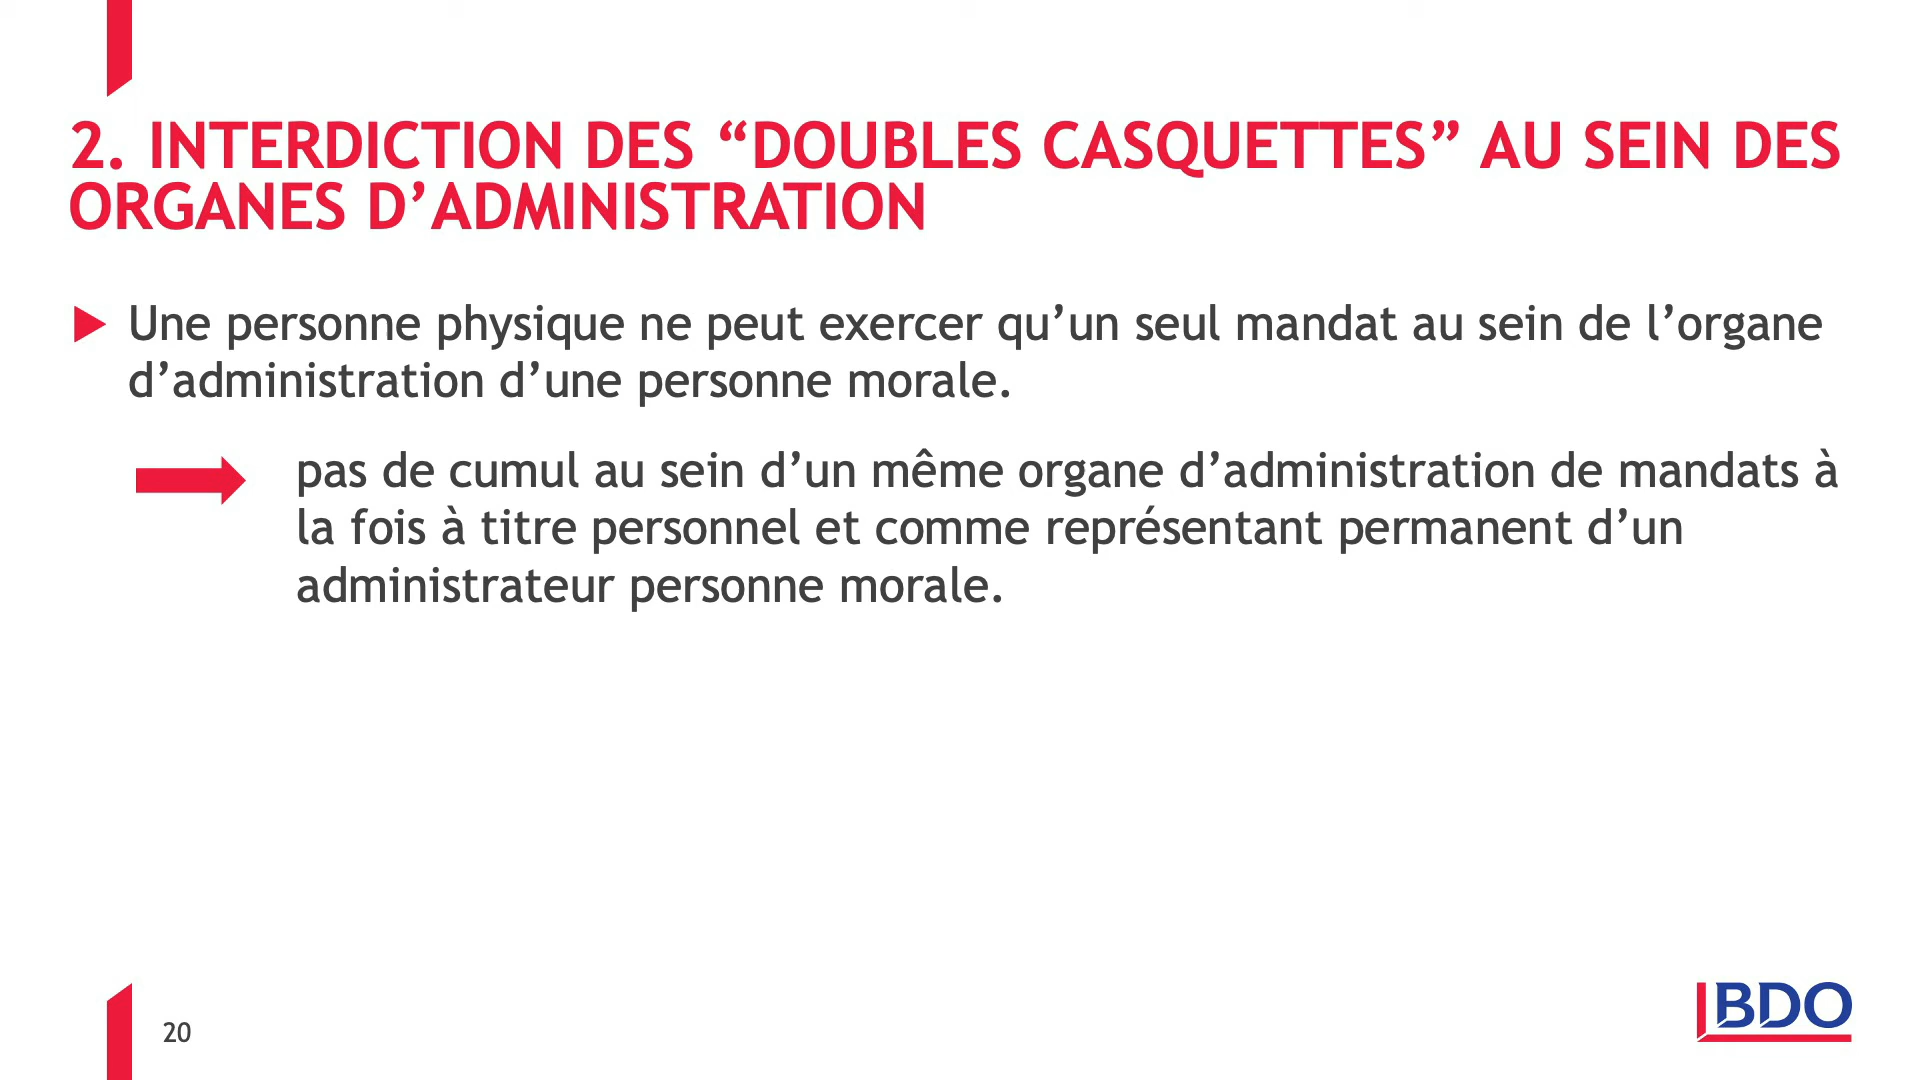 2. INTERDICTION DES “DOUBLES CASQUETTES” AU SEIN DES
ORGANES D’ADMINISTRATION
Une personne physique ne peut exercer qu’un seul mandat au sein de l’organe
d’administration d’une personne morale.
pas de cumul au sein d’un même organe d’administration de mandats à
la fois à titre personnel et comme représentant permanent d’un
administrateur personne morale.
20
BDO